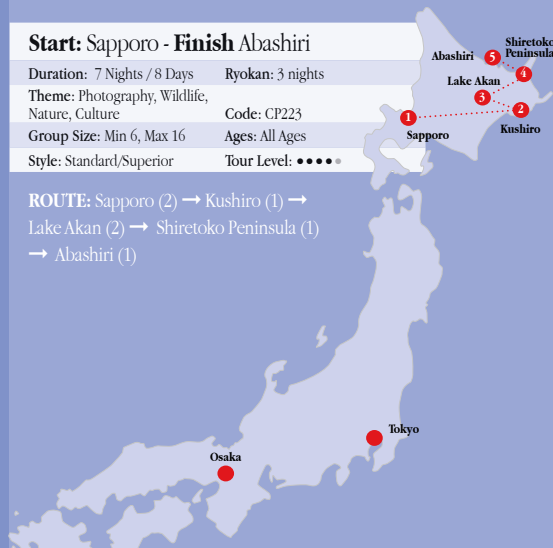 Start: Sapporo - Finish Abashiri
Duration: 7 Nights / 8 Days Ryokan: 3 nights
Theme: Photography, Wildlife,
Nature, Culture Code: CP223
Group Size: Min 6, Max 16 Ages: All Ages
Style: Standard/Superior Tour Level: ●●●●●
ROUTE: Sapporo (2) → Kushiro (1) →
Lake Akan (2) → Shiretoko Peninsula (1)
→ Abashiri (1)
Shiretoko
Peninsula
Abashiri
5
4
Lake Akan
3
2
1
Kushiro
Sapporo
Tokyo
Osaka